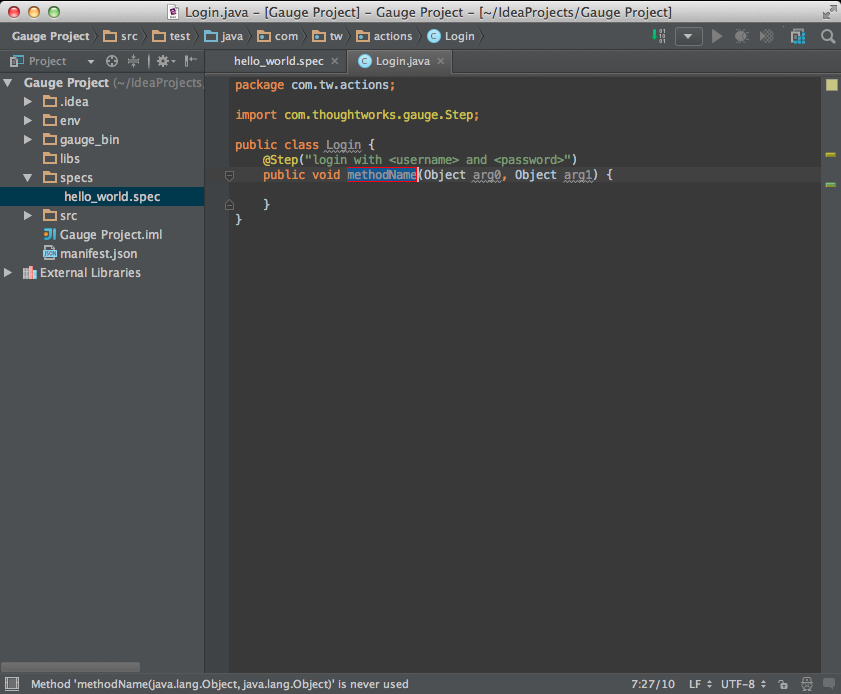 Login.java – [Gauge Project] – Gauge Project – [~/IdeaProjects/Gauge Project]
Gauge Project src test java com tw actions Login
Project
hello_world.spec Login.java
Gauge Project (~/IdeaProjects
.idea
env
gauge_bin
libs
specs
hello_world.spec
src
Gauge Project.iml
manifest.json
External Libraries
package com.tw.actions;
import com.thoughtworks.gauge.Step;
public class Login {
@Step("login with <username> and <password>")
public void methodName(Object arg0, Object arg1) {
}
}
Method 'methodName(java.lang.Object, java.lang.Object)' is never used 7:27/10 LF UTF-8